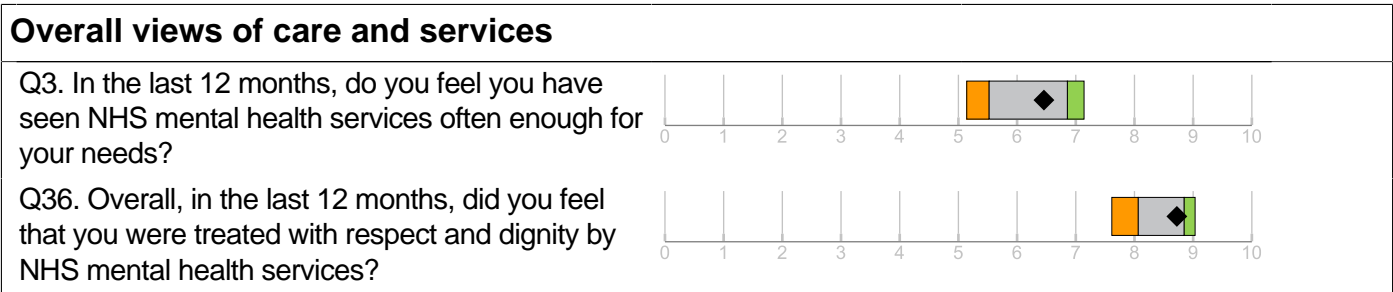 Overall views of care and services
Q3. In the last 12 months, do you feel you have
seen NHS mental health services often enough for
your needs?
0 1 2 3 4 5 6 7 8 9 10
Q36. Overall, in the last 12 months, did you feel
that you were treated with respect and dignity by
NHS mental health services?
0 1 2 3 4 5 6 7 8 9 10